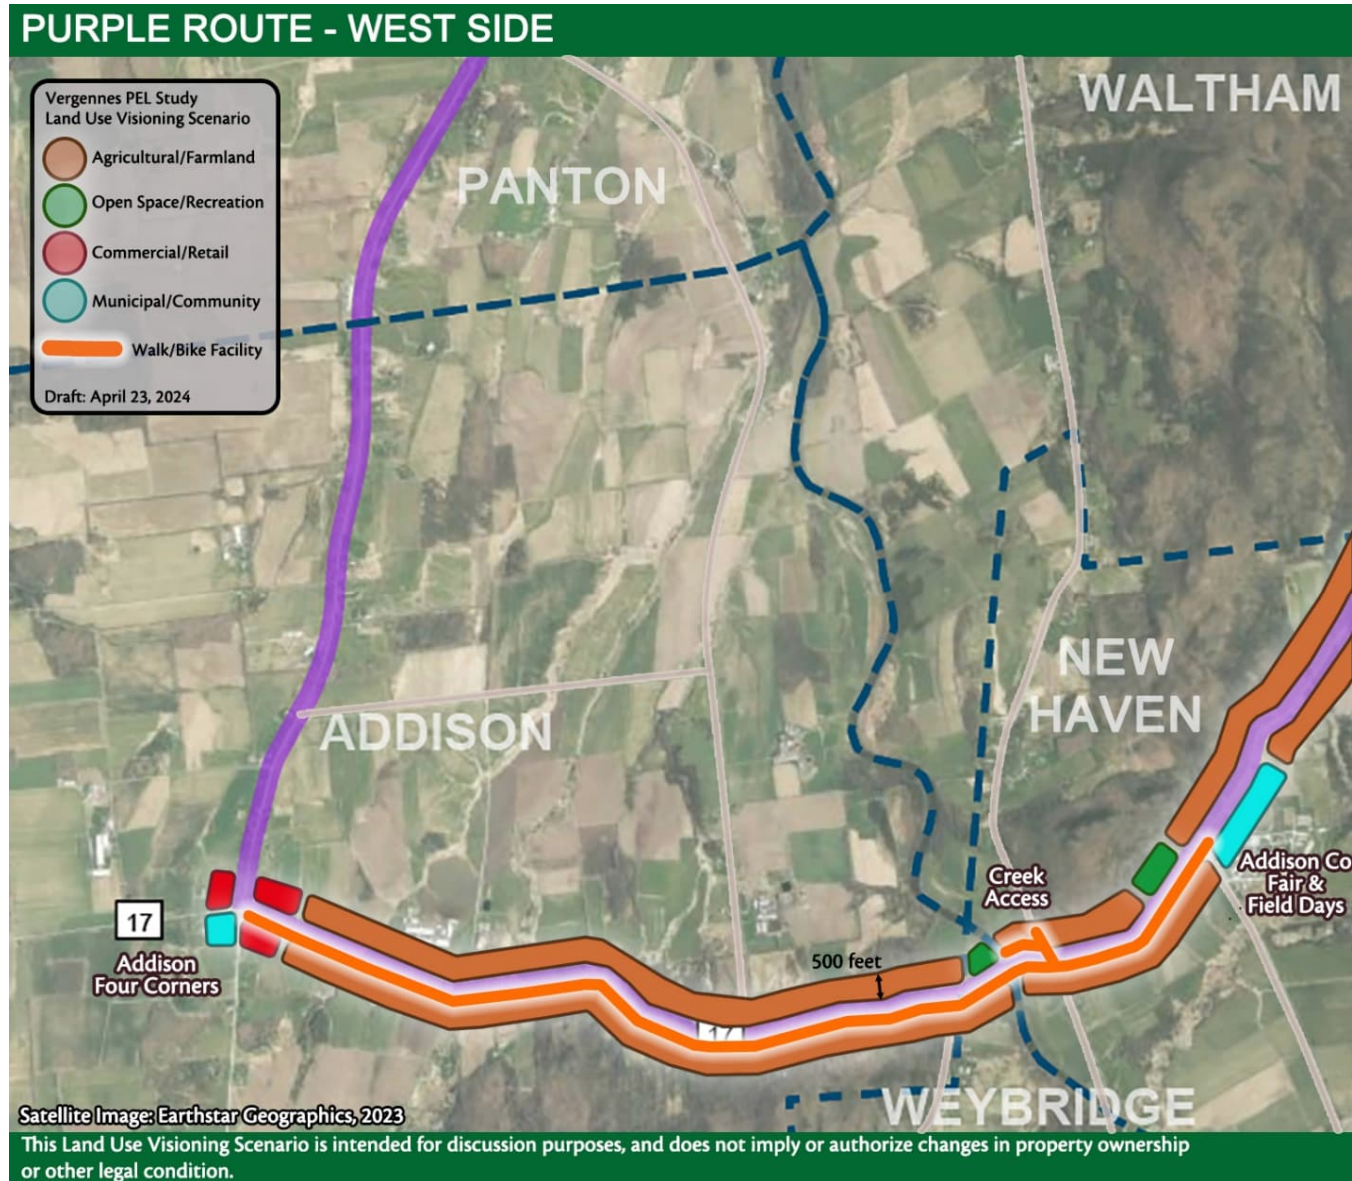 PURPLE ROUTE - WEST SIDE
Vergennes PEL Study
Land Use Visioning Scenario
Agricultural/Farmland
Open Space/Recreation
Commercial/Retail
Municipal/Community
Walk/Bike Facility
Draft: April 23, 2024
WALTHAM
PANTON
NEW
HAVEN
ADDISON
Creek
Access
Addison Co
Fair &
Field Days
17
Addison
Four Corners
500 feet
17
WEYBRIDGE
Satellite Image: Earthstar Geographics, 2023
This Land Use Visioning Scenario is intended for discussion purposes, and does not imply or authorize changes in property ownership
or other legal condition.